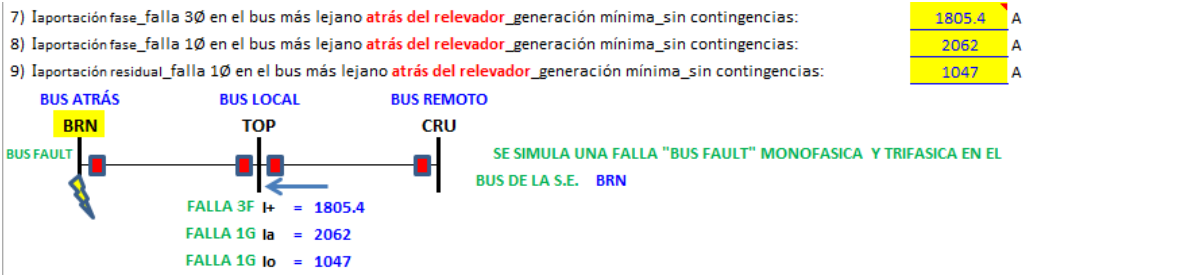 7) Iaportación fase_falla 3Ø en el bus más lejano atrás del relevador_generación mínima_sin contingencias: 1805.4 A
8) Iaportación fase_falla 1Ø en el bus más lejano atrás del relevador_generación mínima_sin contingencias: 2062 A
9) Iaportación residual_falla 1Ø en el bus más lejano atrás del relevador_generación mínima_sin contingencias: 1047 A
BUS ATRÁS BUS LOCAL BUS REMOTO
BRN TOP CRU
BUS FAULT
SE SIMULA UNA FALLA "BUS FAULT" MONOFASICA Y TRIFASICA EN EL
BUS DE LA S.E. BRN
FALLA 3F I+ = 1805.4
FALLA 1G Ia = 2062
FALLA 1G Io = 1047